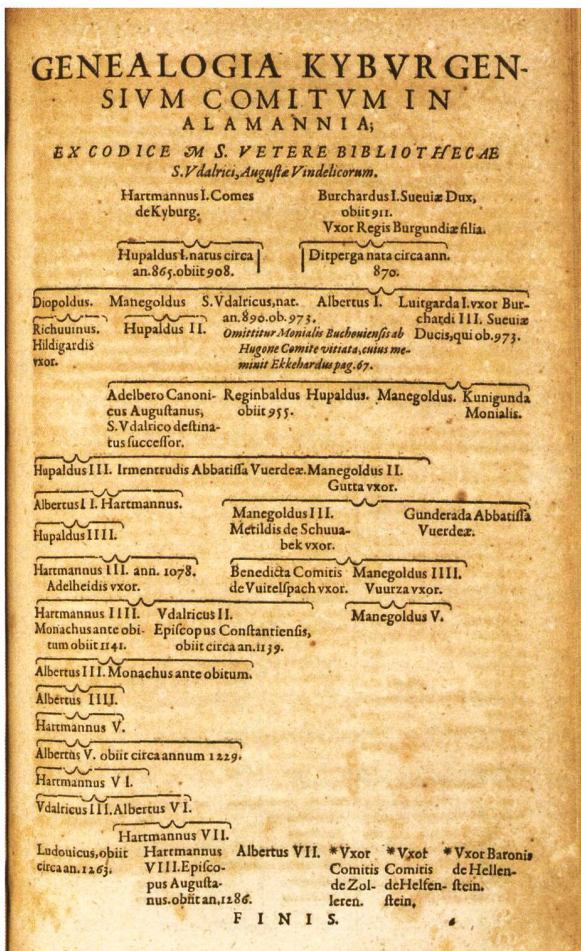 GENEALOGIA KYBVRGEN-
SIVM COMITVM IN
ALAMANNIA;
EX CODICE M S. VETERE BIBLIOTHECAE
S. Vdalrici, Augustæ Vindelicorum.
Hartmannus I. Comes
de Kyburg.
Burchardus I. Sueuiæ Dux,
obiit 911.
Vxor Regis Burgundiæ filia.
Hupaldus I. natus circa
an. 865. obiit 908.
Ditperga nata circa ann.
870.
Diopoldus.
Manegoldus
S. Vdalricus, nat.
an. 890. ob. 973.
Albertus I.
Luitgarda I. vxor Bur-
chardi III. Sueuiæ
Ducis, qui ob. 973.
Richuuinus.
Hildigardis
vxor.
Hupaldus II.
Omittitur Monialis Buchouiensis ab
Hugone Comite vitiata, cuius me-
minit Ekkehardus pag. 67.
Adelbero Canoni-
cus Augustanus,
S. Vdalrico destina-
tus successor.
Reginbaldus
obiit 955.
Hupaldus.
Manegoldus.
Kunigunda
Monialis.
Hupaldus III. Irmentrudis Abbatissa Vuerdeæ. Manegoldus II.
Gutta vxor.
Albertus II. Hartmannus.
Manegoldus III.
Metildis de Schuua-
bek vxor.
Gunderada Abbatissa
Vuerdeæ.
Hupaldus IIII.
Hartmannus III. ann. 1078.
Adelheidis vxor.
Benedicta Comitis
de Vuitelspach vxor.
Manegoldus IIII.
Vuurza vxor.
Hartmannus IIII.
Monachus ante obi-
tum obiit 1141.
Vdalricus II.
Episcopus Constantiensis,
obiit circa an. 1139.
Manegoldus V.
Albertus III. Monachus ante obitum.
Albertus IIII.
Hartmannus V.
Albertus V. obiit circa annum 1229.
Hartmannus VI.
Vdalricus III. Albertus VI.
Hartmannus VII.
Ludouicus, obiit
circa an. 1263.
Hartmannus
VIII. Episco-
pus Augusta-
nus. obiit an. 1286.
Albertus VII.
*Vxor
Comitis
de Zol-
leren.
*Vxor
Comitis
de Helfen-
stein,
*Vxor Baronis
de Hellen-
stein.
FINIS.